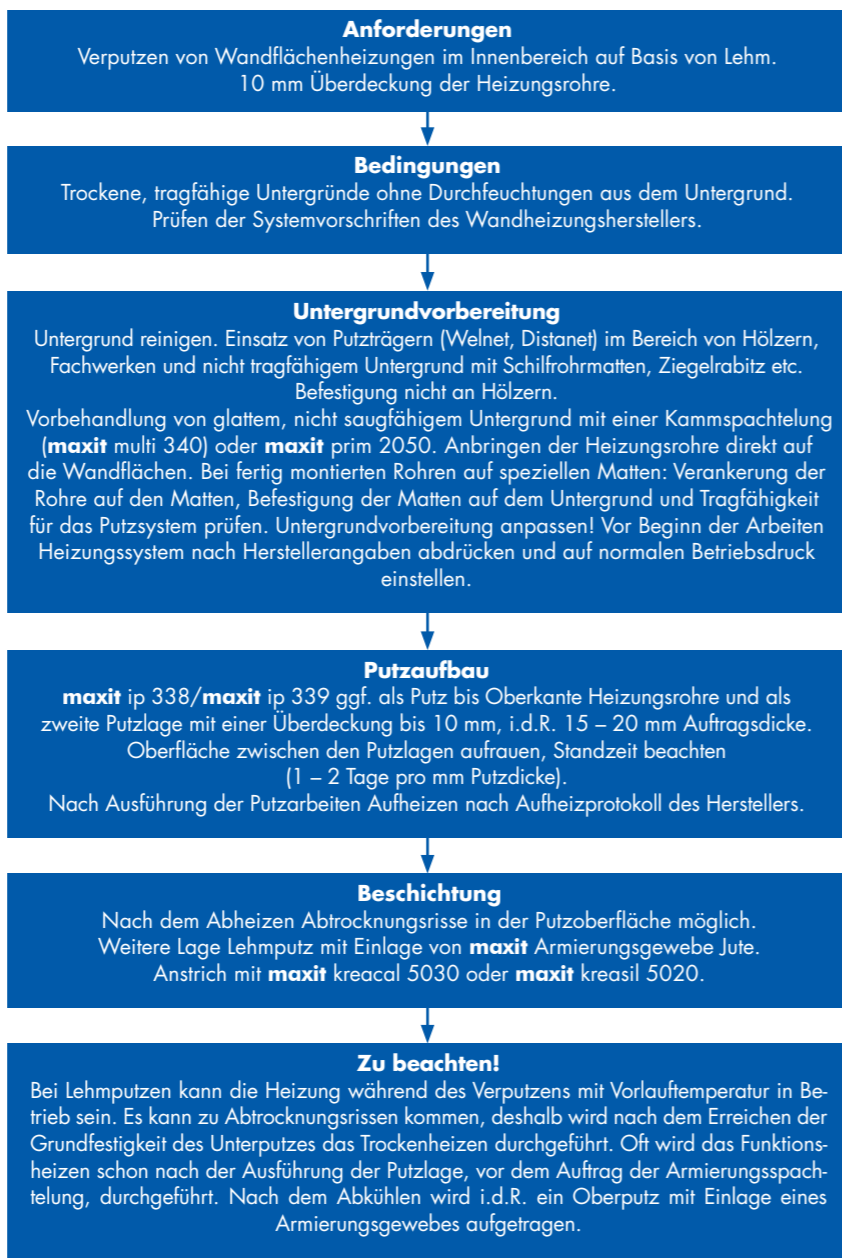 Anforderungen
Verputzen von Wandflächenheizungen im Innenbereich auf Basis von Lehm.
10 mm Überdeckung der Heizungsrohre.
Bedingungen
Trockene, tragfähige Untergründe ohne Durchfeuchtungen aus dem Untergrund.
Prüfen der Systemvorschriften des Wandheizungsherstellers.
Untergrundvorbereitung
Untergrund reinigen. Einsatz von Putzträgern (Welnet, Distanet) im Bereich von Hölzern,
Fachwerken und nicht tragfähigem Untergrund mit Schilfrohrmatten, Ziegelrabitz etc.
Befestigung nicht an Hölzern.
Vorbehandlung von glattem, nicht saugfähigem Untergrund mit einer Kammspachtelung
(maxit multi 340) oder maxit prim 2050. Anbringen der Heizungsrohre direkt auf
die Wandflächen. Bei fertig montierten Rohren auf speziellen Matten: Verankerung der
Rohre auf den Matten, Befestigung der Matten auf dem Untergrund und Tragfähigkeit
für das Putzsystem prüfen. Untergrundvorbereitung anpassen! Vor Beginn der Arbeiten
Heizungssystem nach Herstellerangaben abdrücken und auf normalen Betriebsdruck
einstellen.
Putzaufbau
maxit ip 338/maxit ip 339 ggf. als Putz bis Oberkante Heizungsrohre und als
zweite Putzlage mit einer Überdeckung bis 10 mm, i.d.R. 15 – 20 mm Auftragsdicke.
Oberfläche zwischen den Putzlagen aufrauen, Standzeit beachten
(1 – 2 Tage pro mm Putzdicke).
Nach Ausführung der Putzarbeiten Aufheizen nach Aufheizprotokoll des Herstellers.
Beschichtung
Nach dem Abheizen Abtrocknungsrisse in der Putzoberfläche möglich.
Weitere Lage Lehmputz mit Einlage von maxit Armierungsgewebe Jute.
Anstrich mit maxit kreacal 5030 oder maxit kreasil 5020.
Zu beachten!
Bei Lehmputzen kann die Heizung während des Verputzens mit Vorlauftemperatur in Be-
trieb sein. Es kann zu Abtrocknungsrissen kommen, deshalb wird nach dem Erreichen der
Grundfestigkeit des Unterputzes das Trockenheizen durchgeführt. Oft wird das Funktions-
heizen schon nach der Ausführung der Putzlage, vor dem Auftrag der Armierungsspach-
telung, durchgeführt. Nach dem Abkühlen wird i.d.R. ein Oberputz mit Einlage eines
Armierungsgewebes aufgetragen.